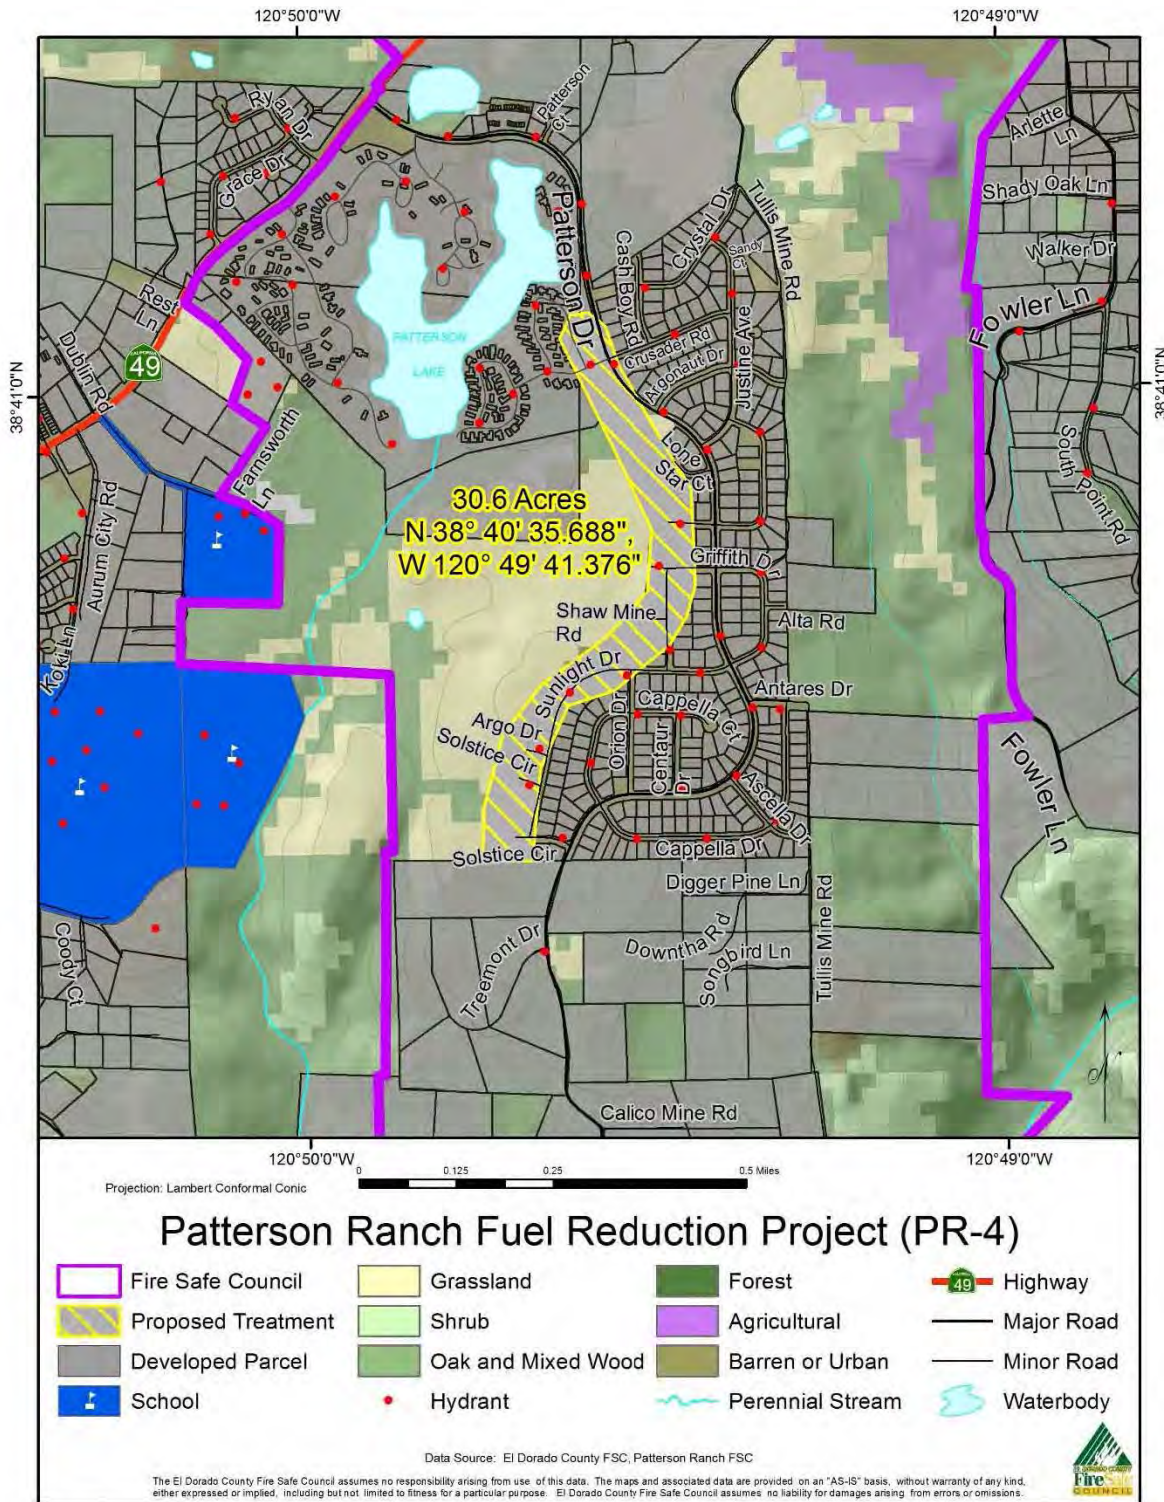 120°50'0"W
120°49'0"W
38°41'0"N
38°41'0"N
Ryan Dr
Grace Dr
Patterson
Ct
Patterson Dr
Arlette
Ln
Shady Oak Ln
Walker Dr
Fowler Ln
Crystal Dr
Tullis Mine Rd
Sandy
Ct
Cash Boy Rd
Rest
Ln
CALIFORNIA
49
Dublin Rd
PATTERSON
LAKE
Crusader Rd
Argonaut Dr
Justine Ave
Farnsworth
Ln
Lone
Star Ct
South Point Rd
Aurum City Rd
30.6 Acres
N 38° 40' 35.688",
W 120° 49' 41.376"
Griffith Dr
Shaw Mine
Rd
Alta Rd
Koki Ln
Sunlight Dr
Antares Dr
Cappella Ct
Argo Dr
Orion Dr
Centaur
Dr
Solstice Cir
Fowler Ln
Ascella Dr
Solstice Cir
Cappella Dr
Digger Pine Ln
Coody Ct
Treemont Dr
Downtha Rd
Songbird Ln
Tullis Mine Rd
Calico Mine Rd
120°50'0"W
120°49'0"W
0 0.125 0.25 0.5 Miles
Projection: Lambert Conformal Conic
Patterson Ranch Fuel Reduction Project (PR-4)
Fire Safe Council
Grassland
Forest
CALIFORNIA
49
Highway
Proposed Treatment
Shrub
Agricultural
Major Road
Developed Parcel
Oak and Mixed Wood
Barren or Urban
Minor Road
School
Hydrant
Perennial Stream
Waterbody
Data Source: El Dorado County FSC, Patterson Ranch FSC
The El Dorado County Fire Safe Council assumes no responsibility arising from use of this data. The maps and associated data are provided on an "AS-IS" basis, without warranty of any kind,
either expressed or implied, including but not limited to fitness for a particular purpose. El Dorado County Fire Safe Council assumes no liability for damages arising from errors or omissions.
EL DORADO COUNTY
Fire Safe
COUNCIL